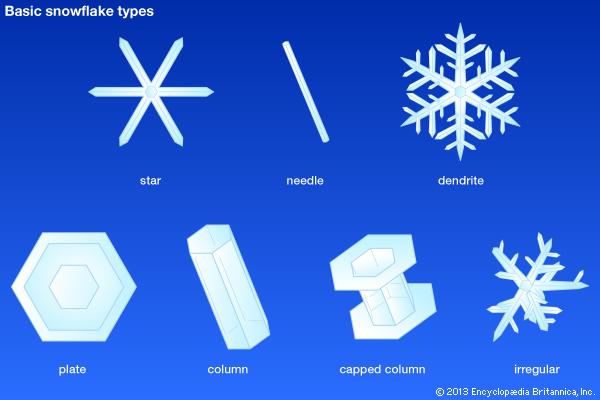 Basic snowflake types
star
needle
dendrite
plate
column
capped column
irregular
© 2013 Encyclopædia Britannica, Inc.